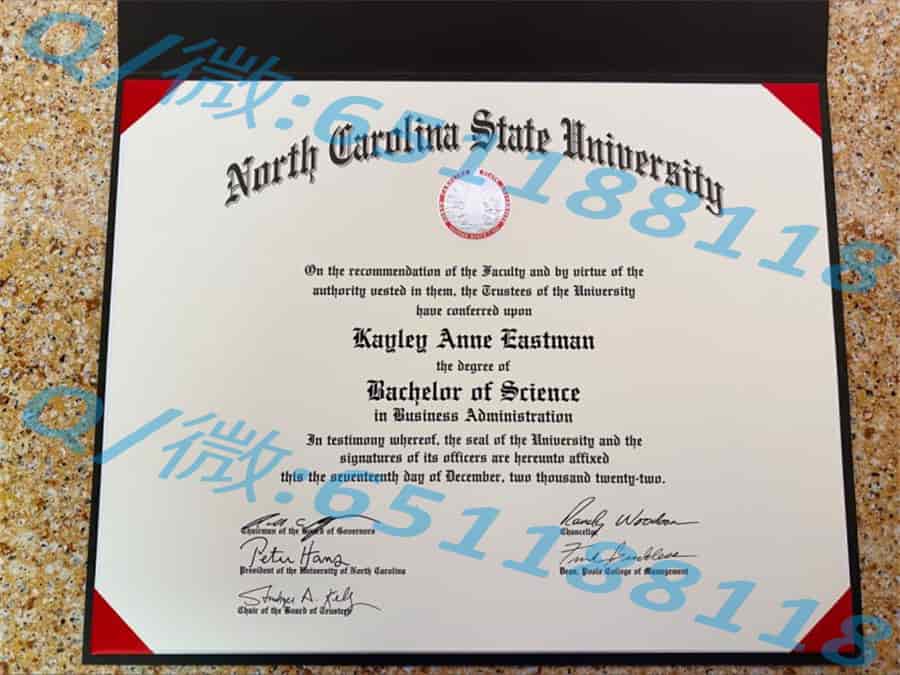 Q/微:651188118
North Carolina State University
On the recommendation of the Faculty and by virtue of the
authority vested in them, the Trustees of the University
have conferred upon
Kayley Anne Eastman
the degree of
Bachelor of Science
in Business Administration
In testimony whereof, the seal of the University and the
signatures of its officers are hereunto affixed
this the seventeenth day of December, two thousand twenty-two.
Q/微:651188118
Chairman of the Board of Governors
Randy Woodson
Chancellor
Peter Hans
President of the University of North Carolina
Dean, Poole College of Management
Chair of the Board of Trustees